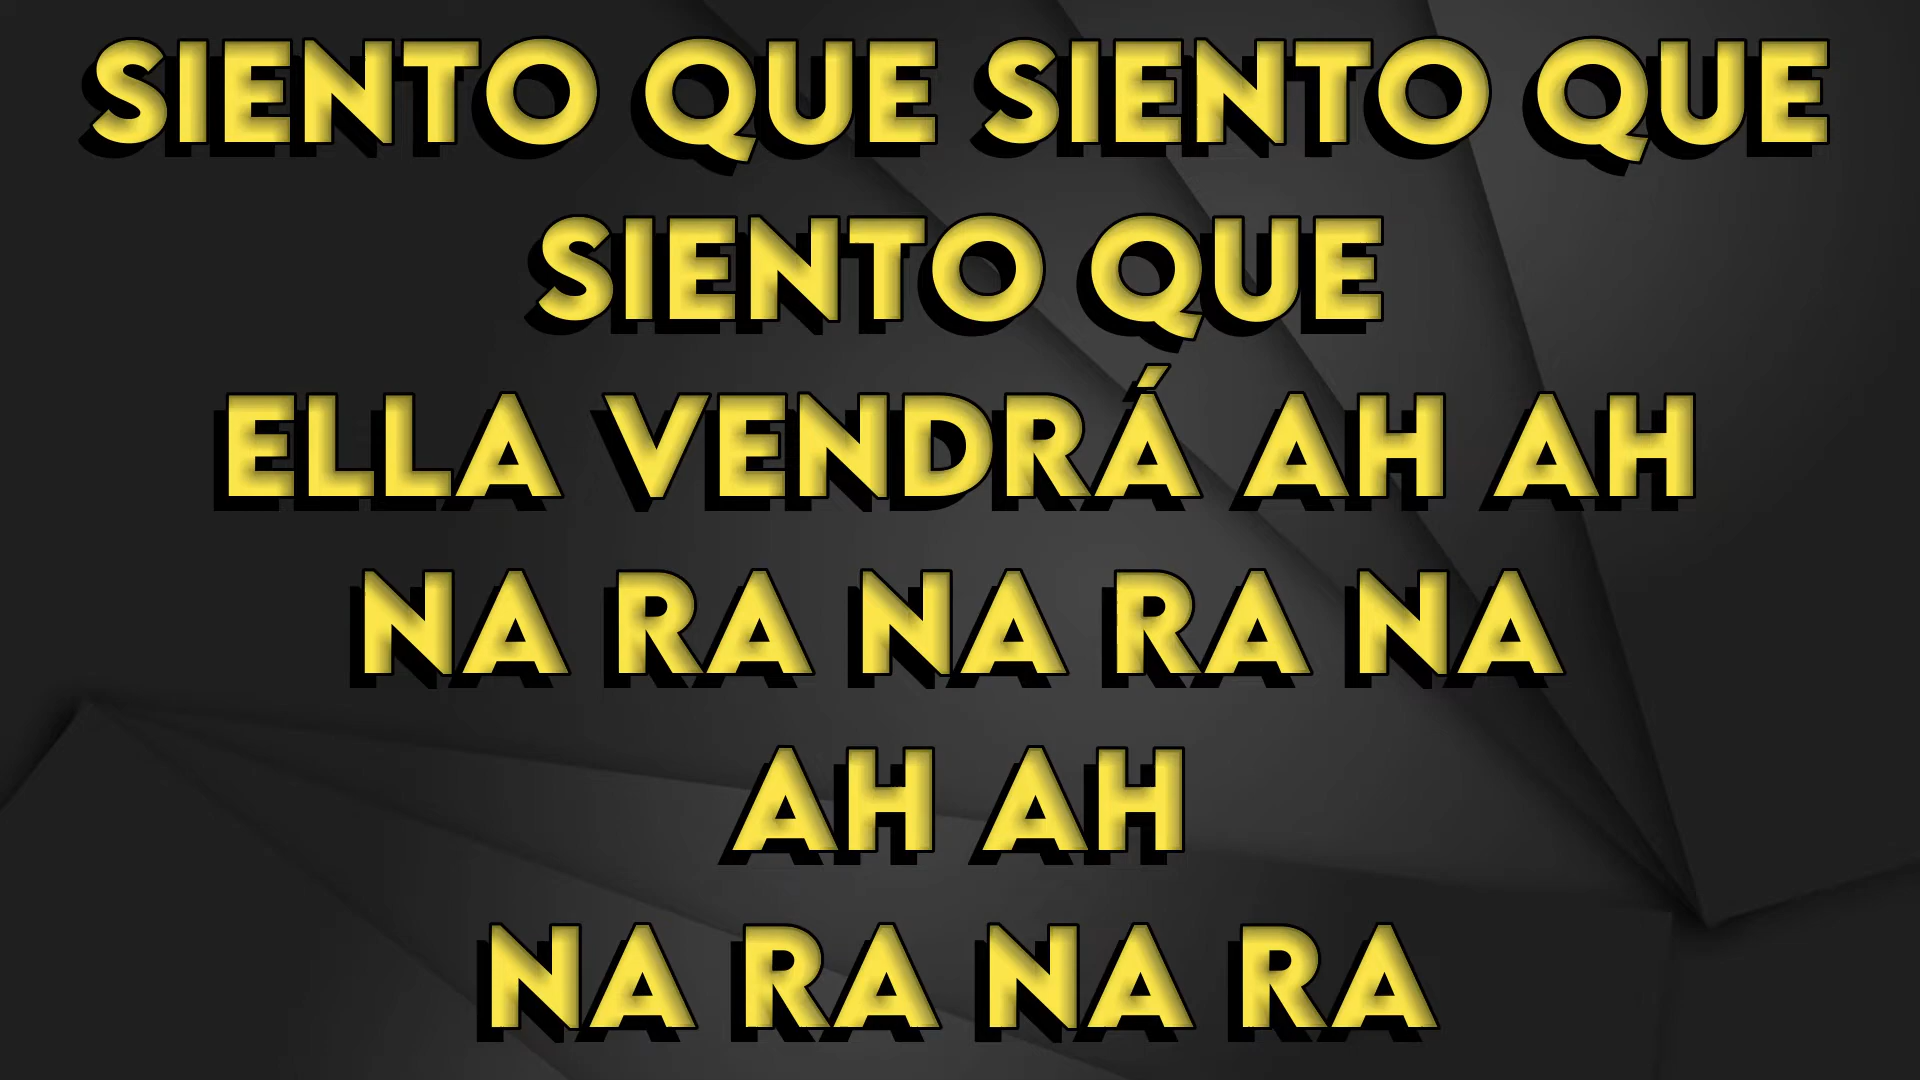 SIENTO QUE SIENTO QUE
SIENTO QUE
ELLA VENDRÁ AH AH
NA RA NA RA NA
AH AH
NA RA NA RA